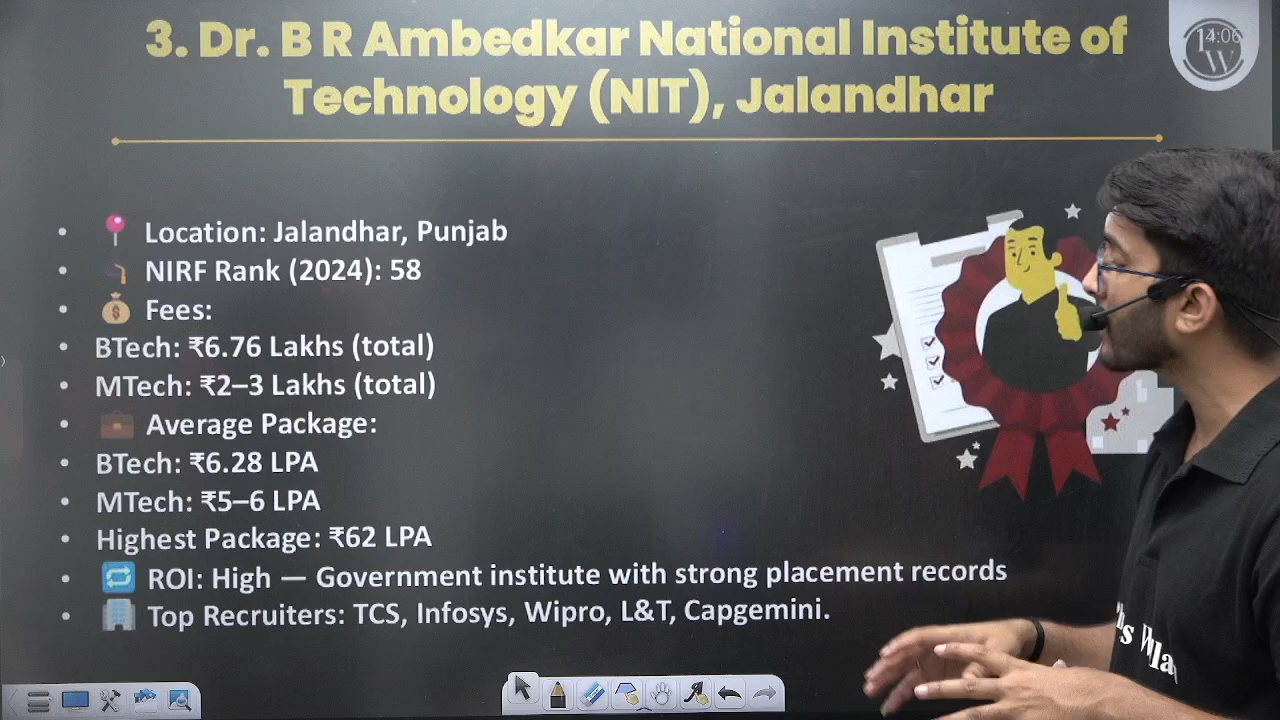 3. Dr. B R Ambedkar National Institute of
Technology (NIT), Jalandhar
14:06
W
• Location: Jalandhar, Punjab
• NIRF Rank (2024): 58
• Fees:
• BTech: ₹6.76 Lakhs (total)
• MTech: ₹2–3 Lakhs (total)
• Average Package:
• BTech: ₹6.28 LPA
• MTech: ₹5–6 LPA
• Highest Package: ₹62 LPA
• ROI: High — Government institute with strong placement records
• Top Recruiters: TCS, Infosys, Wipro, L&T, Capgemini.